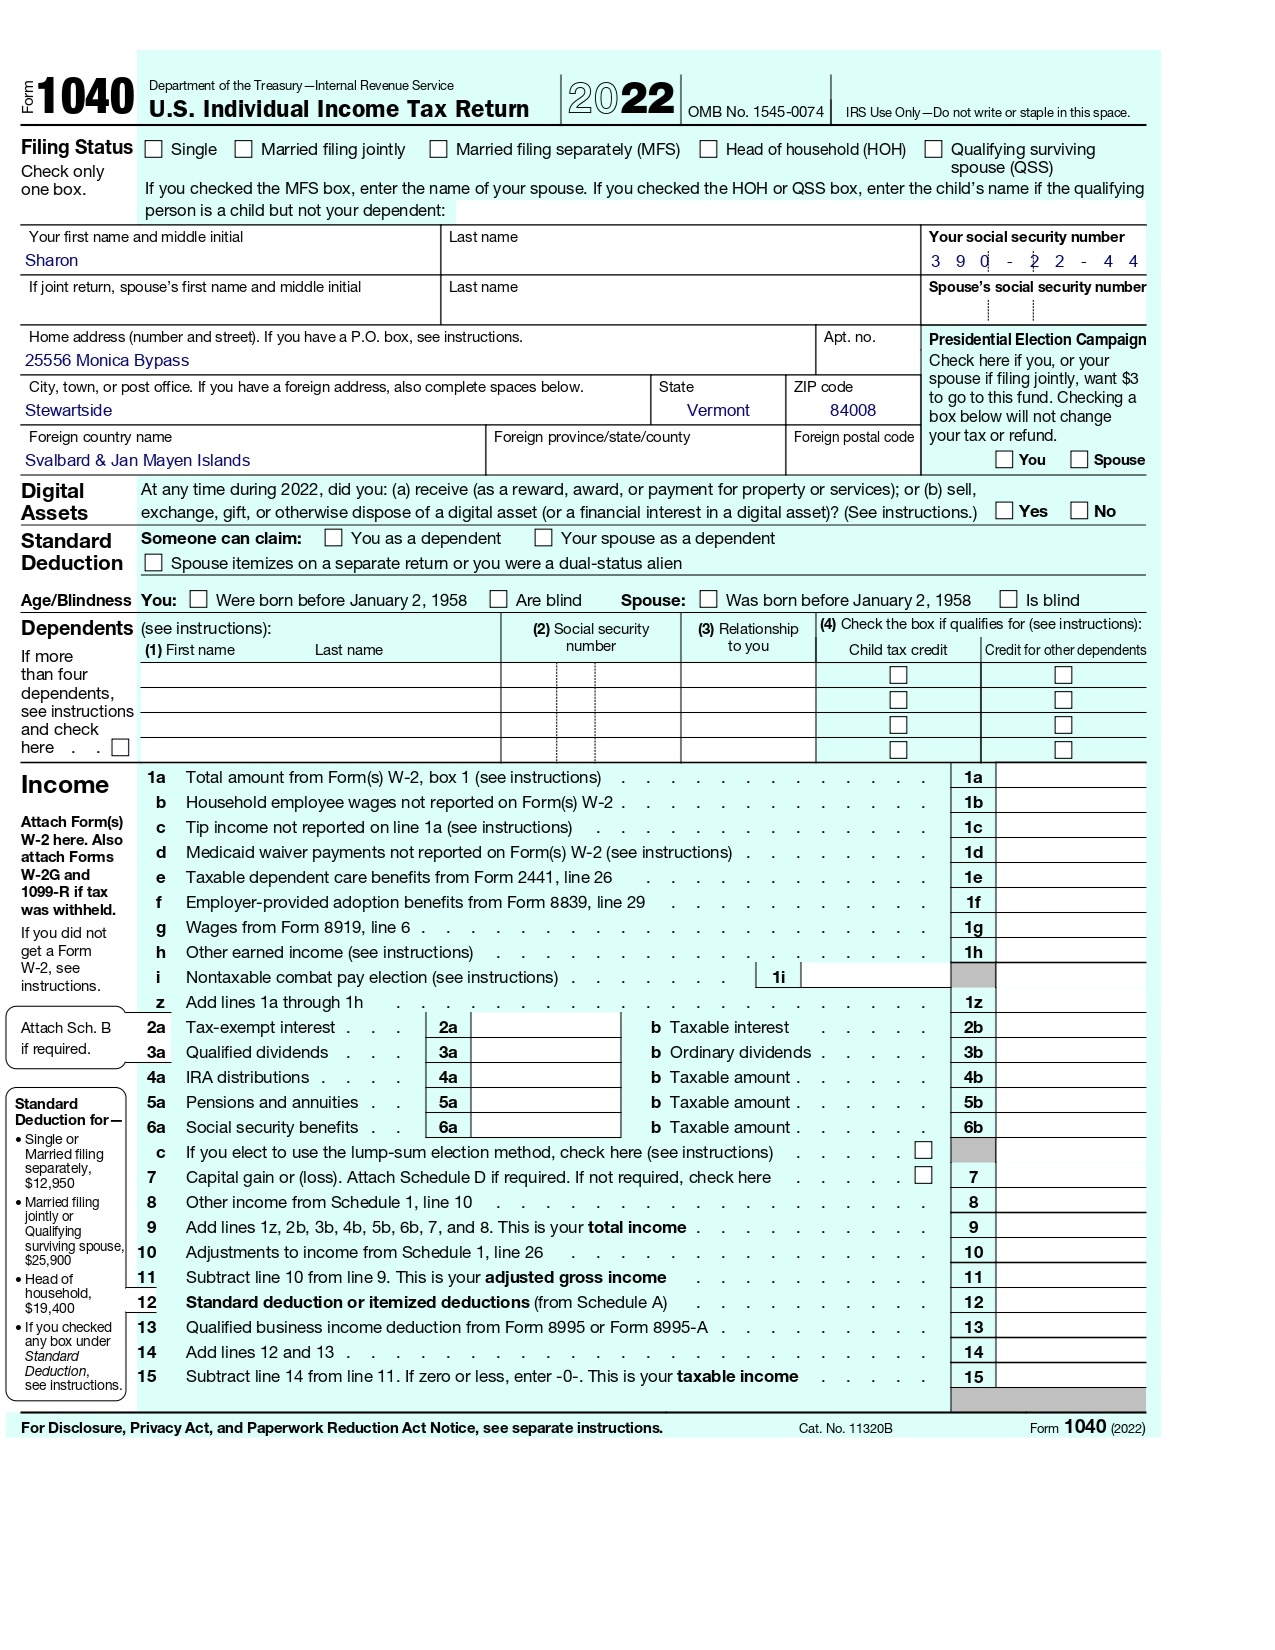 Form 1040 Department of the Treasury—Internal Revenue Service
U.S. Individual Income Tax Return 2022 OMB No. 1545-0074 IRS Use Only—Do not write or staple in this space.
Filing Status
Check only
one box.
Single Married filing jointly Married filing separately (MFS) Head of household (HOH) Qualifying surviving
spouse (QSS)
If you checked the MFS box, enter the name of your spouse. If you checked the HOH or QSS box, enter the child's name if the qualifying
person is a child but not your dependent:
Your first name and middle initial Last name Your social security number
Sharon 390-22-44
If joint return, spouse's first name and middle initial Last name Spouse's social security number
Home address (number and street). If you have a P.O. box, see instructions. Apt. no.
25556 Monica Bypass
City, town, or post office. If you have a foreign address, also complete spaces below. State ZIP code
Stewartside Vermont 84008
Foreign country name Foreign province/state/county Foreign postal code
Svalbard & Jan Mayen Islands
Presidential Election Campaign
Check here if you, or your
spouse if filing jointly, want $3
to go to this fund. Checking a
box below will not change
your tax or refund.
You Spouse
Digital
Assets
At any time during 2022, did you: (a) receive (as a reward, award, or payment for property or services); or (b) sell,
exchange, gift, or otherwise dispose of a digital asset (or a financial interest in a digital asset)? (See instructions.) Yes No
Standard
Deduction
Someone can claim: You as a dependent Your spouse as a dependent
Spouse itemizes on a separate return or you were a dual-status alien
Age/Blindness You: Were born before January 2, 1958 Are blind Spouse: Was born before January 2, 1958 Is blind
Dependents (see instructions):
(1) First name Last name
(2) Social security
number
(3) Relationship
to you
(4) Check the box if qualifies for (see instructions):
Child tax credit Credit for other dependents
If more
than four
dependents,
see instructions
and check
here . .
Income
Attach Form(s)
W-2 here. Also
attach Forms
W-2G and
1099-R if tax
was withheld.
If you did not
get a Form
W-2, see
instructions.
1a Total amount from Form(s) W-2, box 1 (see instructions) . . . . . . . . . . . . . 1a
b Household employee wages not reported on Form(s) W-2 . . . . . . . . . . . . . 1b
c Tip income not reported on line 1a (see instructions) . . . . . . . . . . . . . . 1c
d Medicaid waiver payments not reported on Form(s) W-2 (see instructions) . . . . . . . . 1d
e Taxable dependent care benefits from Form 2441, line 26 . . . . . . . . . . . . 1e
f Employer-provided adoption benefits from Form 8839, line 29 . . . . . . . . . . . 1f
g Wages from Form 8919, line 6 . . . . . . . . . . . . . . . . . . . . . 1g
h Other earned income (see instructions) . . . . . . . . . . . . . . . . . . 1h
i Nontaxable combat pay election (see instructions) . . . . . . . 1i
z Add lines 1a through 1h . . . . . . . . . . . . . . . . . . . . . . 1z
Attach Sch. B
if required.
2a Tax-exempt interest . . . 2a b Taxable interest . . . . . 2b
3a Qualified dividends . . . 3a b Ordinary dividends . . . . . 3b
4a IRA distributions . . . . 4a b Taxable amount . . . . . . 4b
5a Pensions and annuities . . 5a b Taxable amount . . . . . . 5b
6a Social security benefits . . 6a b Taxable amount . . . . . . 6b
c If you elect to use the lump-sum election method, check here (see instructions) . . . . .
7 Capital gain or (loss). Attach Schedule D if required. If not required, check here . . . . . 7
8 Other income from Schedule 1, line 10 . . . . . . . . . . . . . . . . . . 8
9 Add lines 1z, 2b, 3b, 4b, 5b, 6b, 7, and 8. This is your total income . . . . . . . . . . 9
10 Adjustments to income from Schedule 1, line 26 . . . . . . . . . . . . . . . 10
11 Subtract line 10 from line 9. This is your adjusted gross income . . . . . . . . . . 11
12 Standard deduction or itemized deductions (from Schedule A) . . . . . . . . . . 12
13 Qualified business income deduction from Form 8995 or Form 8995-A . . . . . . . . . 13
14 Add lines 12 and 13 . . . . . . . . . . . . . . . . . . . . . . . . 14
15 Subtract line 14 from line 11. If zero or less, enter -0-. This is your taxable income . . . . . 15
Standard
Deduction for—
• Single or
Married filing
separately,
$12,950
• Married filing
jointly or
Qualifying
surviving spouse,
$25,900
• Head of
household,
$19,400
• If you checked
any box under
Standard
Deduction,
see instructions.
For Disclosure, Privacy Act, and Paperwork Reduction Act Notice, see separate instructions. Cat. No. 11320B Form 1040 (2022)